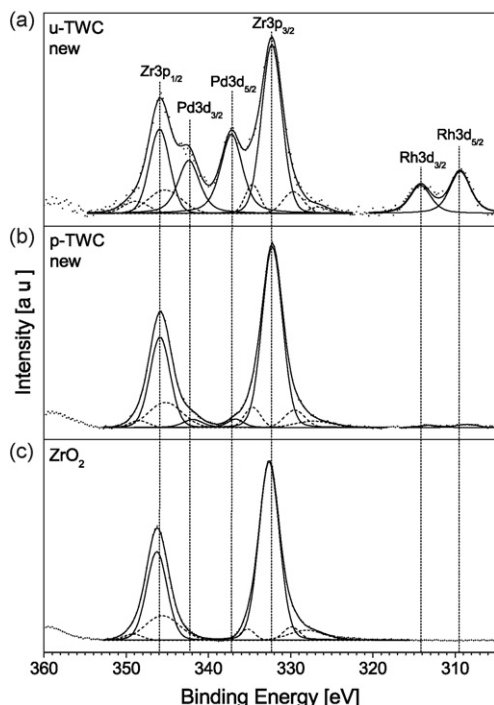 (a)
u-TWC
new
Zr3p1/2
Pd3d3/2
Pd3d5/2
Zr3p3/2
Rh3d3/2
Rh3d5/2
(b)
p-TWC
new
(c)
ZrO2
Intensity [a u ]
360 350 340 330 320 310
Binding Energy [eV]